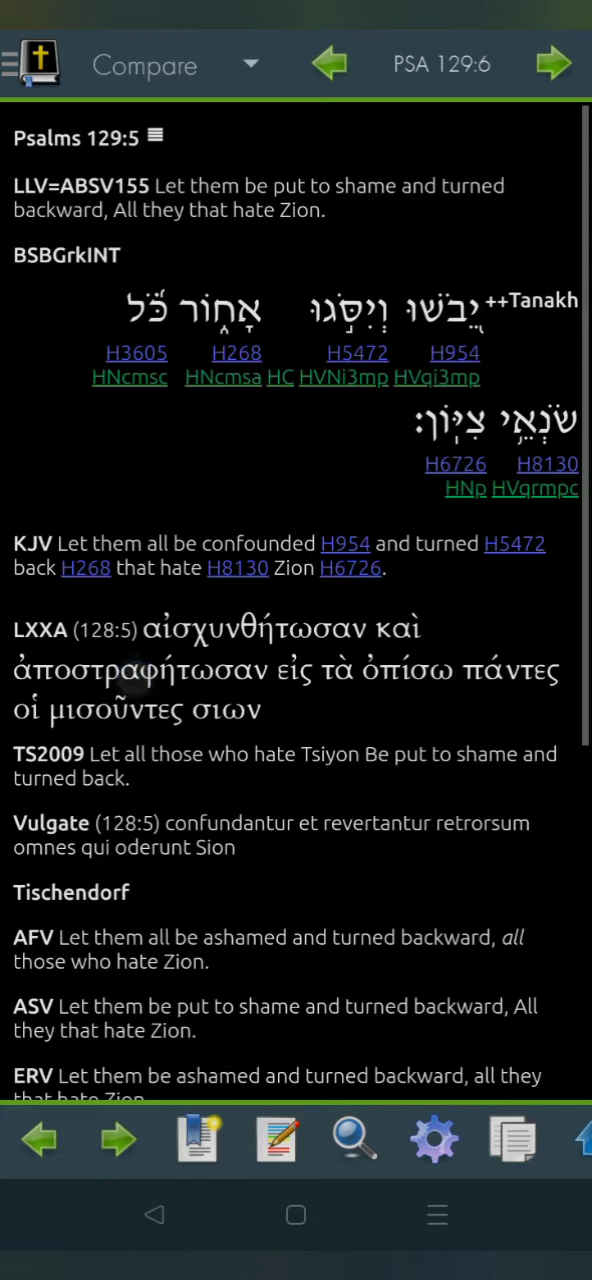 Compare PSA 129:6
Psalms 129:5
LLV=ABSV155 Let them be put to shame and turned
backward, All they that hate Zion.
BSBGrkINT
++Tanakh יֵ֭בֹשׁוּ וְיִסֹּ֣גוּ אָח֑וֹר כֹּ֝֗ל
H3605 H268 H5472 H954
HNcmsc HNcmsa HC HVNi3mp HVqi3mp
שֹׂנְאֵ֥י צִיּֽוֹן׃
H6726 H8130
HNp HVqrmpc
KJV Let them all be confounded H954 and turned H5472
back H268 that hate H8130 Zion H6726.
LXXA (128:5) αἰσχυνθήτωσαν καὶ
ἀποστραφήτωσαν εἰς τὰ ὀπίσω πάντες
οἱ μισοῦντες σιων
TS2009 Let all those who hate Tsiyon Be put to shame and
turned back.
Vulgate (128:5) confundantur et revertantur retrorsum
omnes qui oderunt Sion
Tischendorf
AFV Let them all be ashamed and turned backward, all
those who hate Zion.
ASV Let them be put to shame and turned backward, All
they that hate Zion.
ERV Let them be ashamed and turned backward, all they
that hate Zion